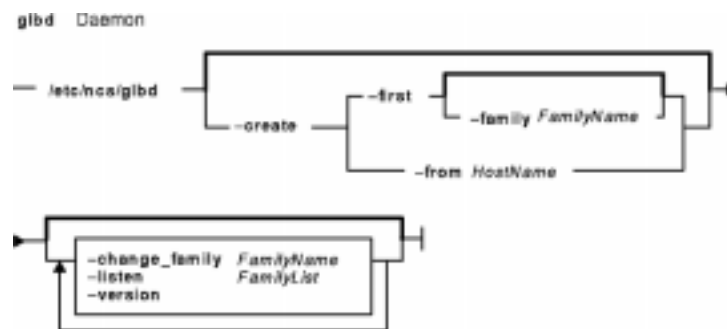 glbd Daemon
/etc/ncs/glbd
–first
–family FamilyName
–create
–from HostName
–change_family FamilyName
–listen FamilyList
–version